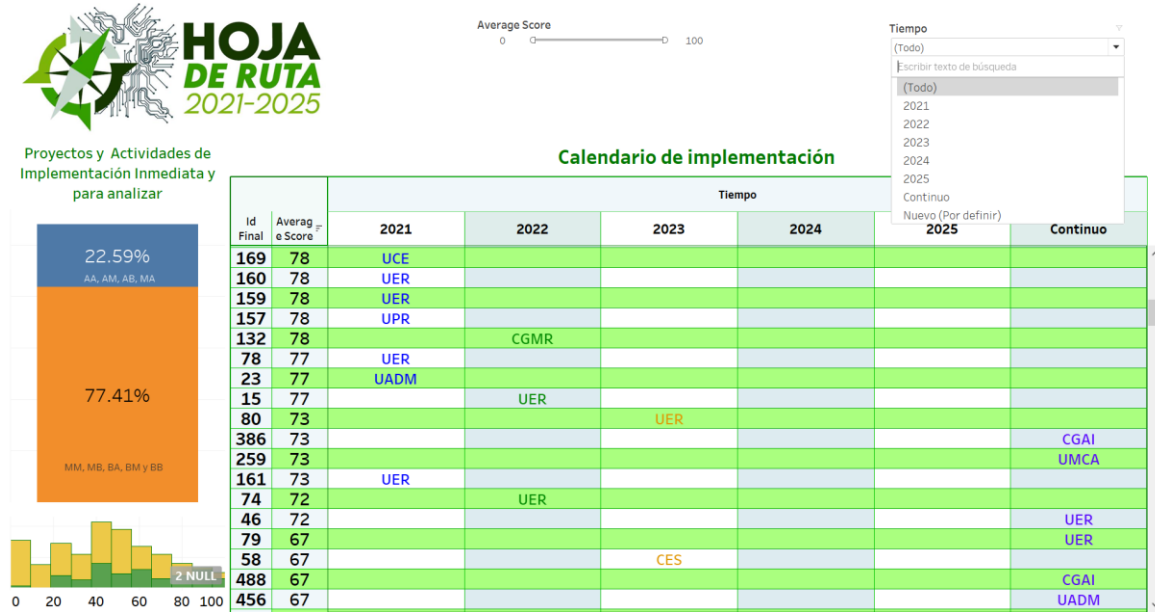 HOJA
DE RUTA
2021-2025
Average Score
0 100
Tiempo
(Todo)
Escribir texto de búsqueda
(Todo)
2021
2022
2023
2024
2025
Continuo
Nuevo (Por definir)
Proyectos y Actividades de
Implementación Inmediata y
para analizar
22.59%
AA, AM, AB, MA
77.41%
MM, MB, BA, BM y BB
2 NULL
0 20 40 60 80 100
Calendario de implementación
Tiempo
Id
Final
Averag
e Score
2021 2022 2023 2024 2025 Continuo
169 78 UCE
160 78 UER
159 78 UER
157 78 UPR
132 78 CGMR
78 77 UER
23 77 UADM
15 77 UER
80 73 UER
386 73 CGAI
259 73 UMCA
161 73 UER
74 72 UER
46 72 UER
79 67 UER
58 67 CES
488 67 CGAI
456 67 UADM